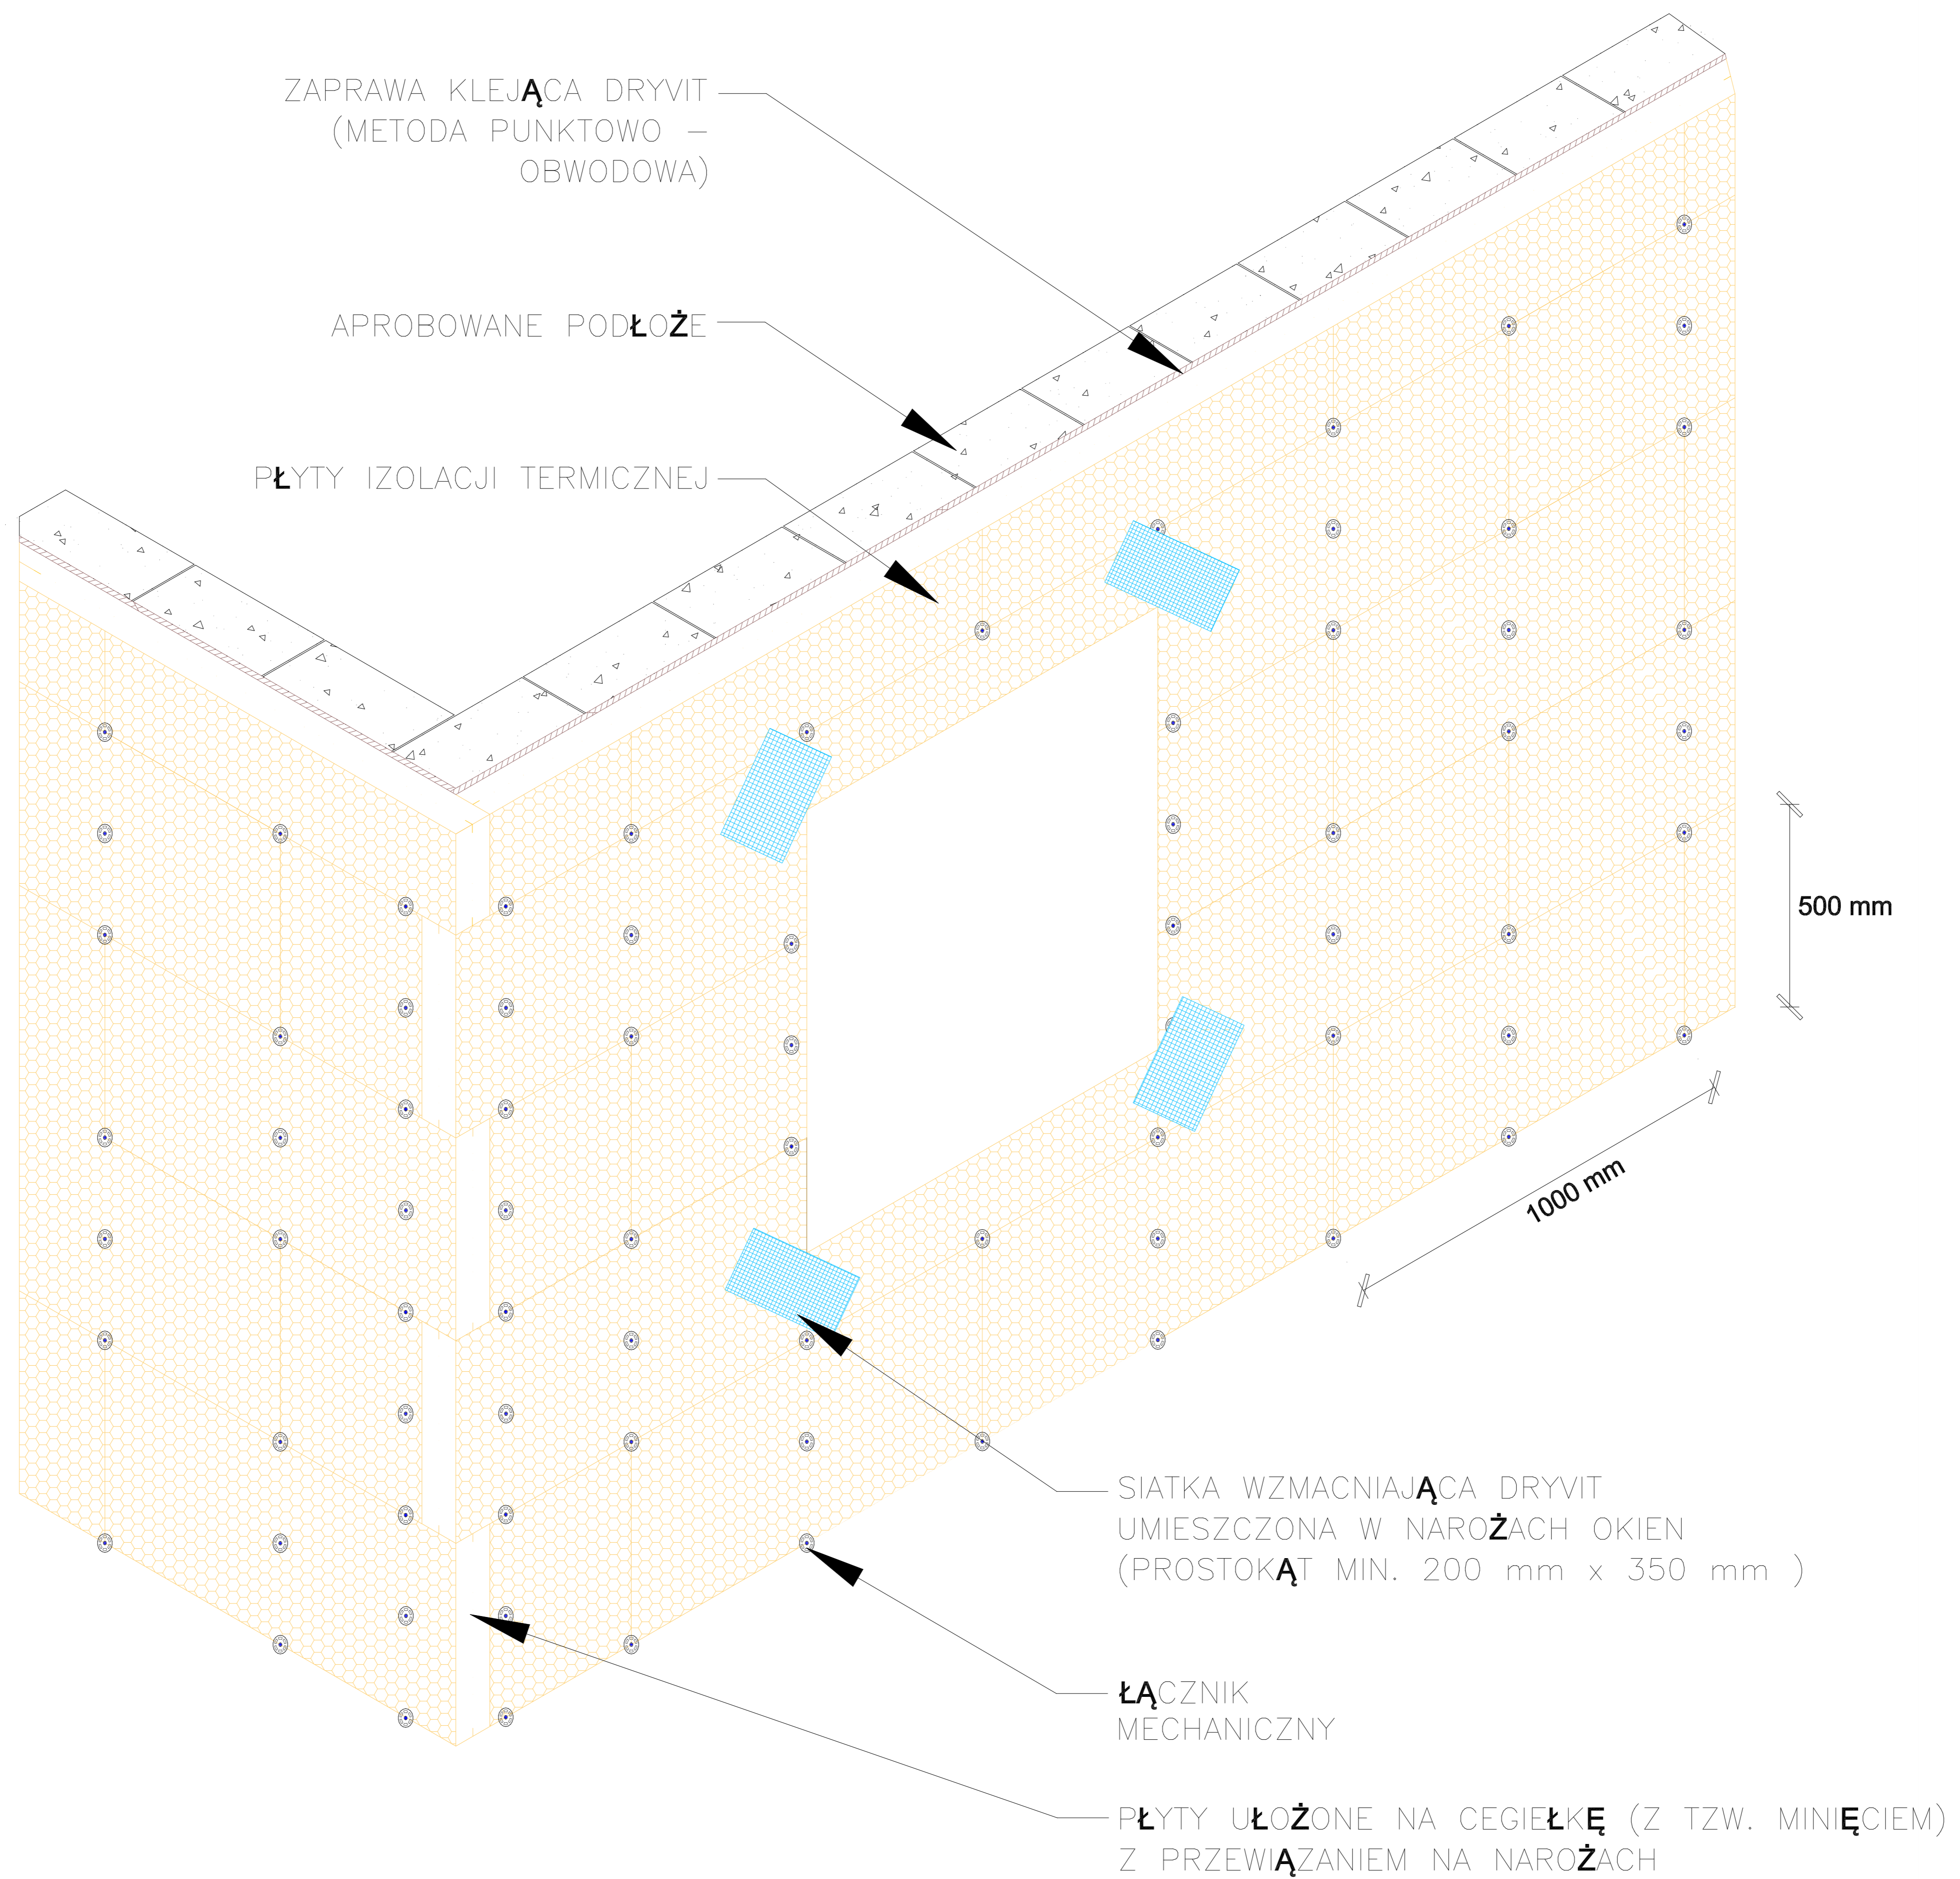 ZAPRAWA KLEJĄCA DRYVIT
(METODA PUNKTOWO –
OBWODOWA)
APROBOWANE PODŁOŻE
PŁYTY IZOLACJI TERMICZNEJ
500 mm
1000 mm
SIATKA WZMACNIAJĄCA DRYVIT
UMIESZCZONA W NAROŻACH OKIEN
(PROSTOKĄT MIN. 200 mm x 350 mm )
ŁĄCZNIK
MECHANICZNY
PŁYTY UŁOŻONE NA CEGIEŁKĘ (Z TZW. MINIĘCIEM)
Z PRZEWIĄZANIEM NA NAROŻACH